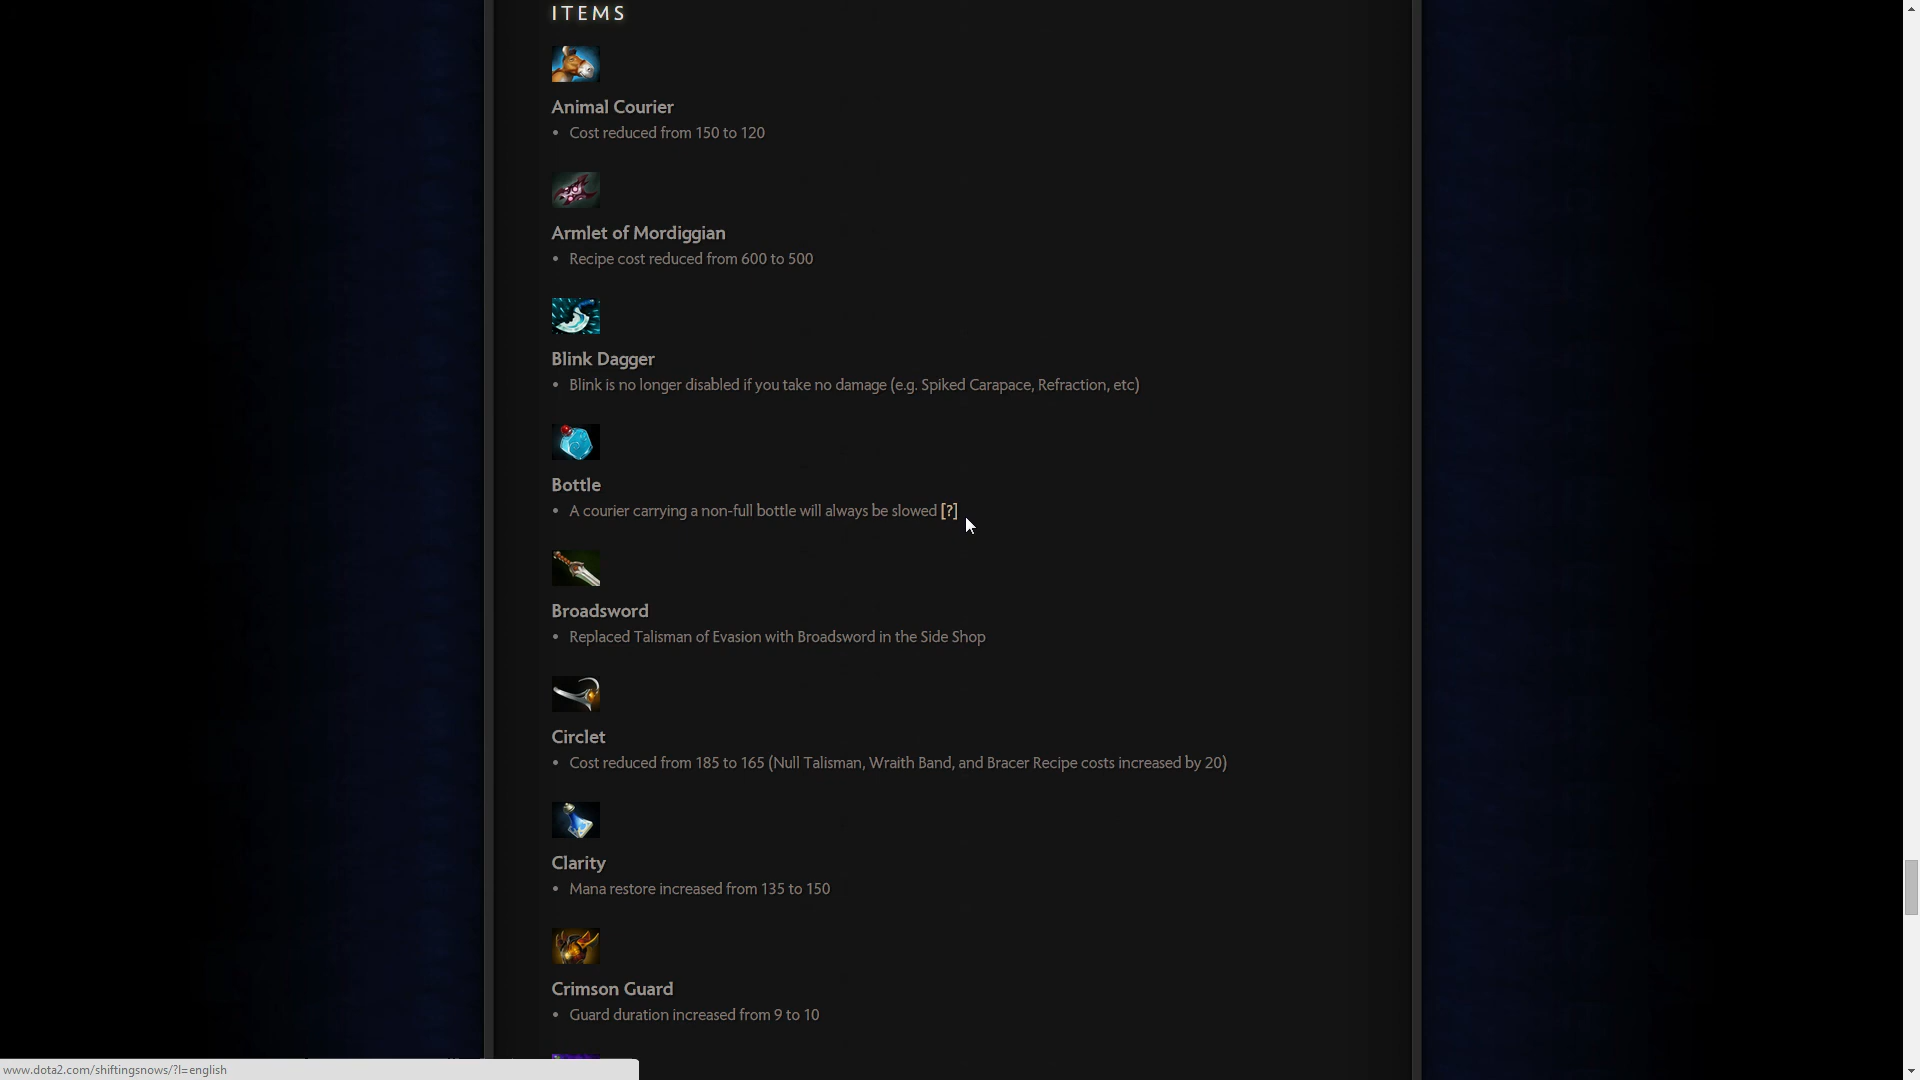 ITEMS
Animal Courier
• Cost reduced from 150 to 120
Armlet of Mordiggian
• Recipe cost reduced from 600 to 500
Blink Dagger
• Blink is no longer disabled if you take no damage (e.g. Spiked Carapace, Refraction, etc)
Bottle
• A courier carrying a non-full bottle will always be slowed [?]
Broadsword
• Replaced Talisman of Evasion with Broadsword in the Side Shop
Circlet
• Cost reduced from 185 to 165 (Null Talisman, Wraith Band, and Bracer Recipe costs increased by 20)
Clarity
• Mana restore increased from 135 to 150
Crimson Guard
• Guard duration increased from 9 to 10
www.dota2.com/shiftingsnows/?l=english